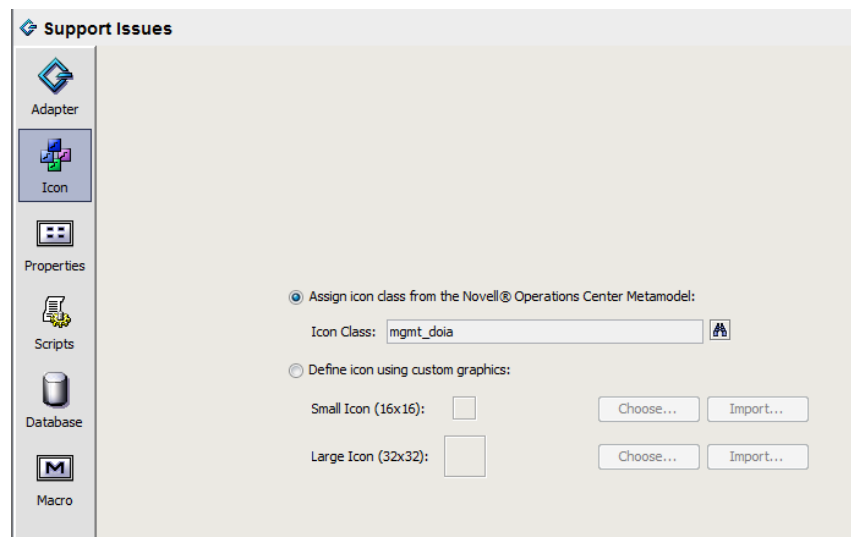 Support Issues
Adapter
Icon
Properties
Scripts
Database
M
Macro
Assign icon class from the Novell® Operations Center Metamodel:
Icon Class: mgmt_doia
Define icon using custom graphics:
Small Icon (16x16): Choose... Import...
Large Icon (32x32): Choose... Import...